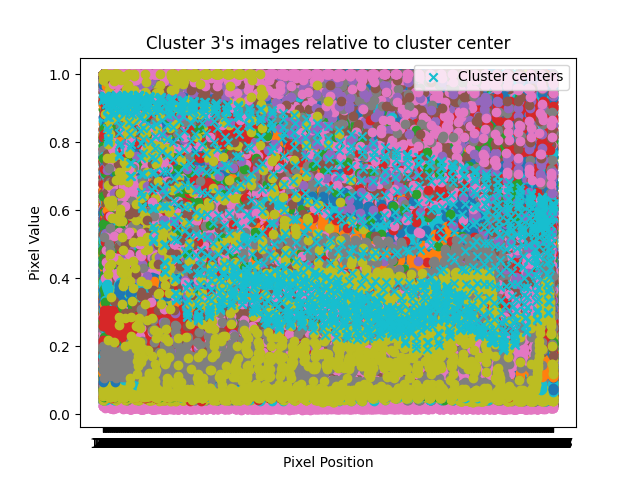 Cluster 3's images relative to cluster center
Cluster centers
Pixel Value
1.0
0.8
0.6
0.4
0.2
0.0
Pixel Position